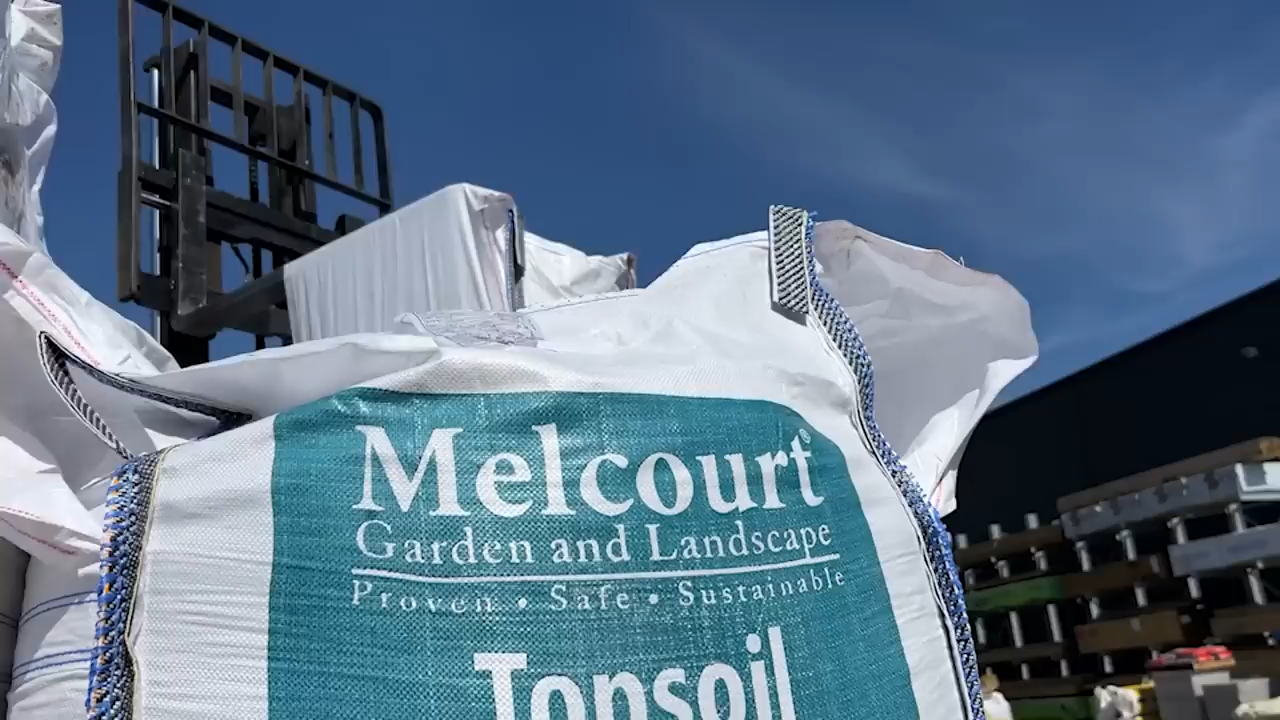 Melcourt®
Garden and Landscape
Proven • Safe • Sustainable
Topsoil